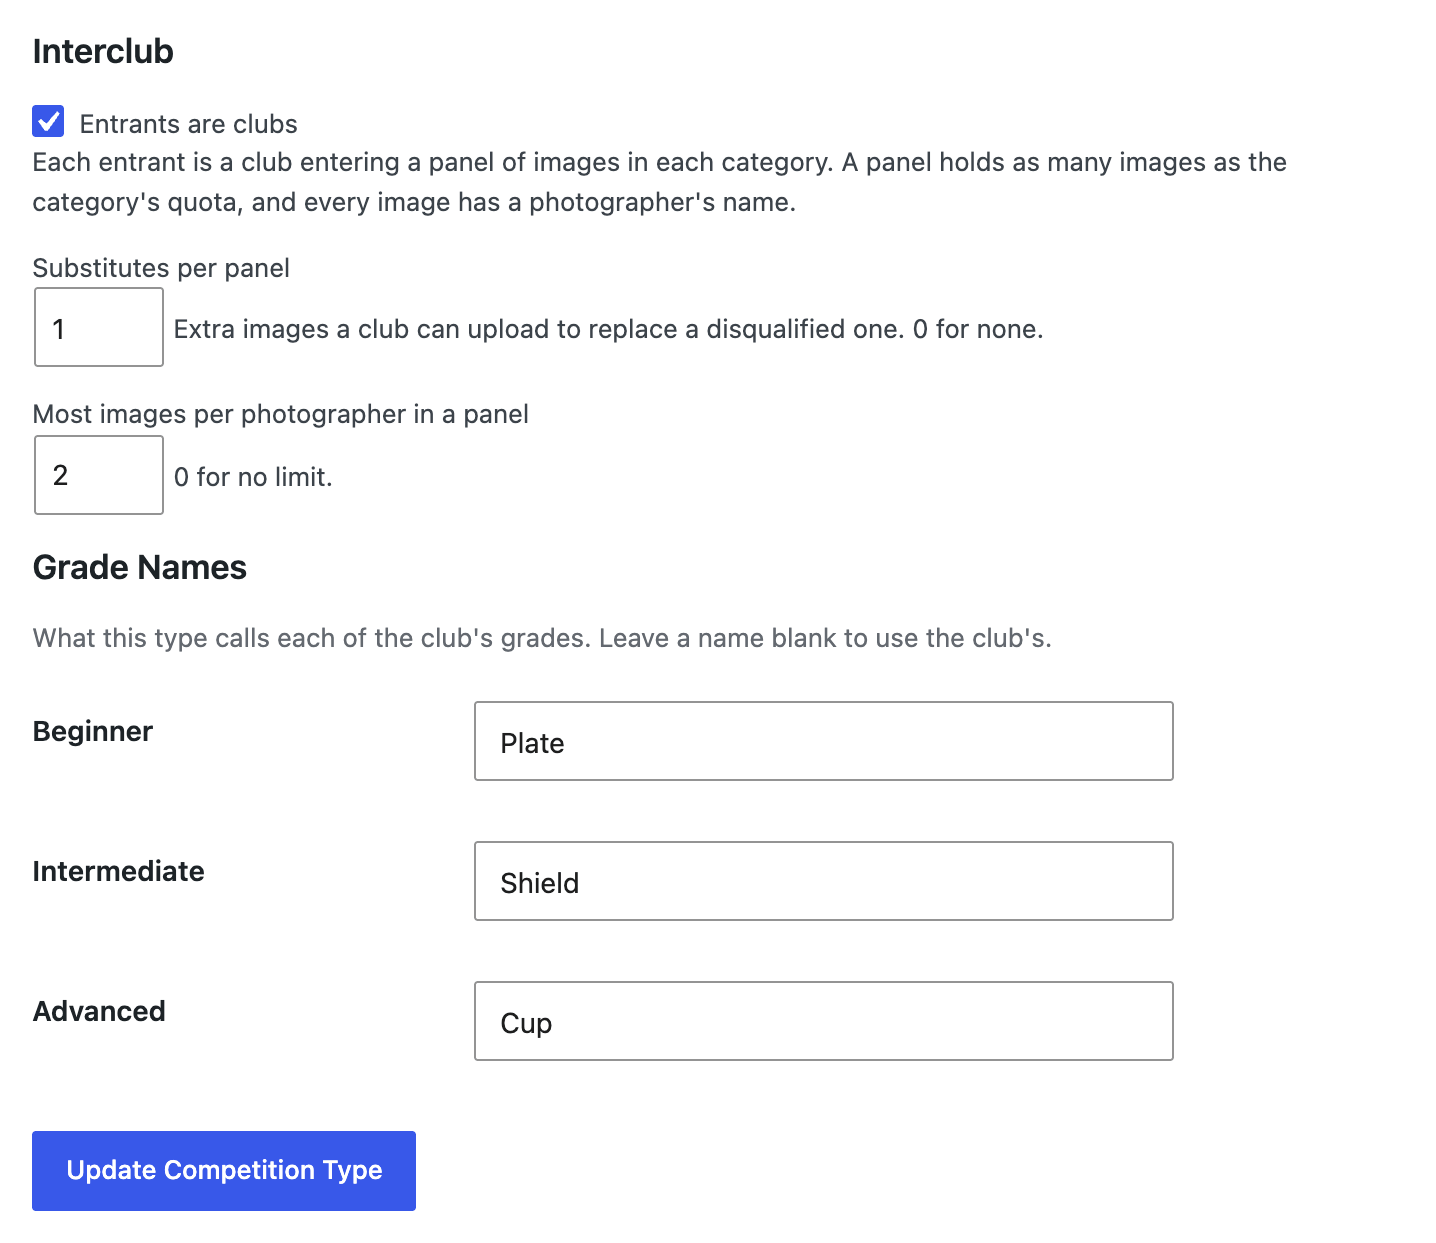 Interclub
Entrants are clubs
Each entrant is a club entering a panel of images in each category. A panel holds as many images as the
category's quota, and every image has a photographer's name.
Substitutes per panel
1 Extra images a club can upload to replace a disqualified one. 0 for none.
Most images per photographer in a panel
2 0 for no limit.
Grade Names
What this type calls each of the club's grades. Leave a name blank to use the club's.
Beginner Plate
Intermediate Shield
Advanced Cup
Update Competition Type